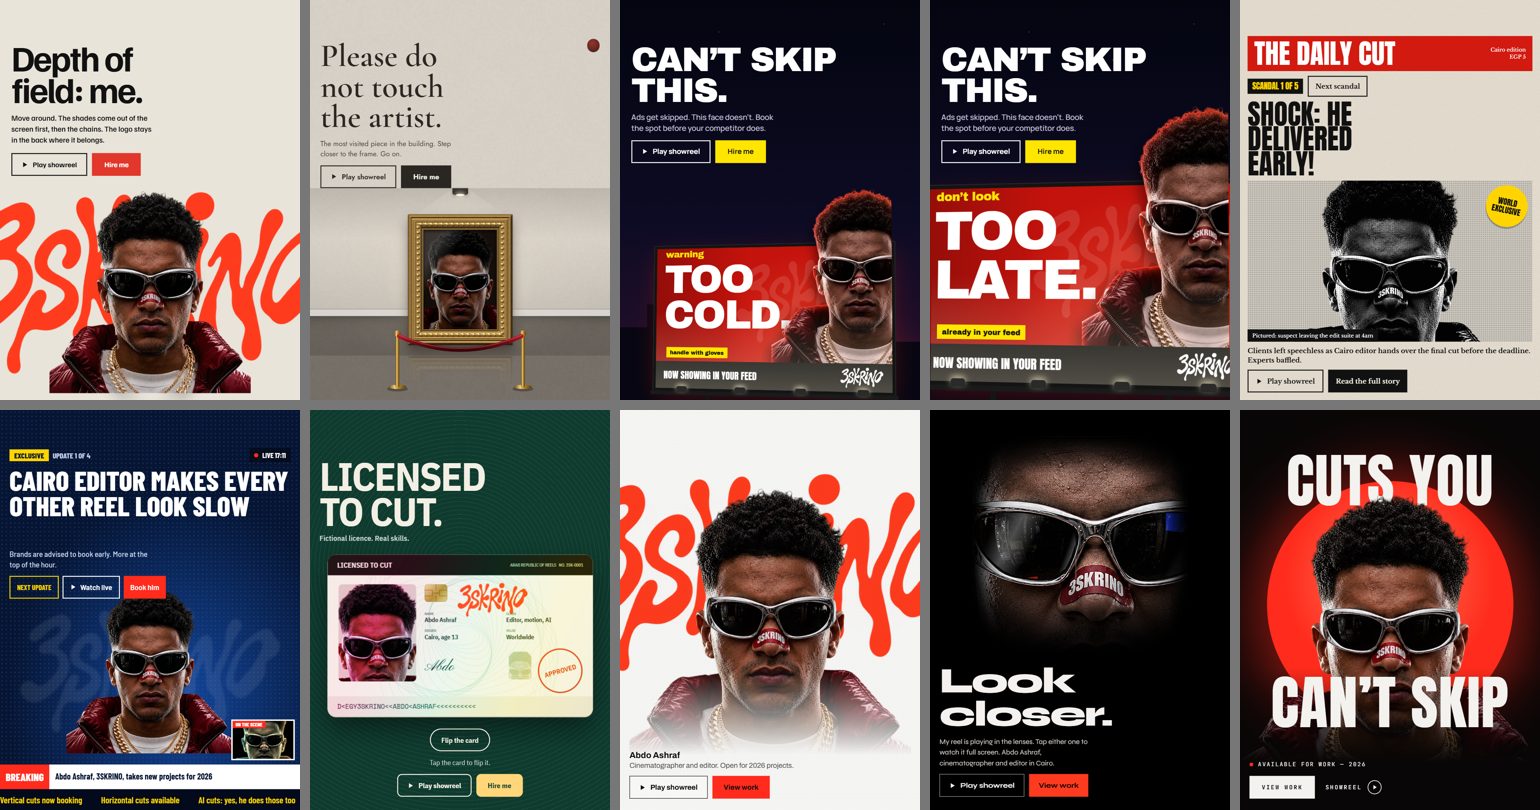 Depth of
field: me.
Move around. The shades come out of the
screen first, then the chains. The logo stays
in the back where it belongs.
Play showreel
Hire me
3SKRINO
3SKRINO
Please do
not touch
the artist.
The most visited piece in the building. Step
closer to the frame. Go on.
Play showreel
Hire me
CAN'T SKIP
THIS.
Ads get skipped. This face doesn't. Book
the spot before your competitor does.
Play showreel
Hire me
warning
TOO
COLD.
handle with gloves
NOW SHOWING IN YOUR FEED
3SKRINO
CAN'T SKIP
THIS.
Ads get skipped. This face doesn't. Book
the spot before your competitor does.
Play showreel
Hire me
don't look
TOO
LATE.
3SKRINO
already in your feed
NOW SHOWING IN YOUR FEED
3SKRINO
THE DAILY CUT
Cairo edition
EGP 5
SCANDAL 1 OF 5
Next scandal
SHOCK: HE
DELIVERED
EARLY!
WORLD
EXCLUSIVE
3SKRINO
Pictured: suspect leaving the edit suite at 4am
Clients left speechless as Cairo editor hands over the final cut before the deadline.
Experts baffled.
Play showreel
Read the full story
EXCLUSIVE
UPDATE 1 OF 4
LIVE 17:11
CAIRO EDITOR MAKES EVERY
OTHER REEL LOOK SLOW
Brands are advised to book early. More at the
top of the hour.
NEXT UPDATE
Watch live
Book him
3SKRINO
3SKRINO
ON THE SCENE
BREAKING
Abdo Ashraf, 3SKRINO, takes new projects for 2026
Vertical cuts now booking
Horizontal cuts available
AI cuts: yes, he does those too
LICENSED
TO CUT.
Fictional licence. Real skills.
LICENSED TO CUT
3SKRINO
Abdo Ashraf
Editor, motion, AI
Cairo, age 13
Worldwide
Abdo
APPROVED
D<EGY3SKRINO<<ABDO<ASHRAF<<<<<<<<<<
Flip the card
Tap the card to flip it.
Play showreel
Hire me
3SKRINO
3SKRINO
Abdo Ashraf
Cinematographer and editor. Open for 2026 projects.
Play showreel
View work
3SKRINO
Look
closer.
My reel is playing in the lenses. Tap either one to
watch it full screen. Abdo Ashraf,
cinematographer and editor in Cairo.
Play showreel
View work
CUTS YOU
3SKRINO
CAN'T SKIP
AVAILABLE FOR WORK — 2026
VIEW WORK
SHOWREEL